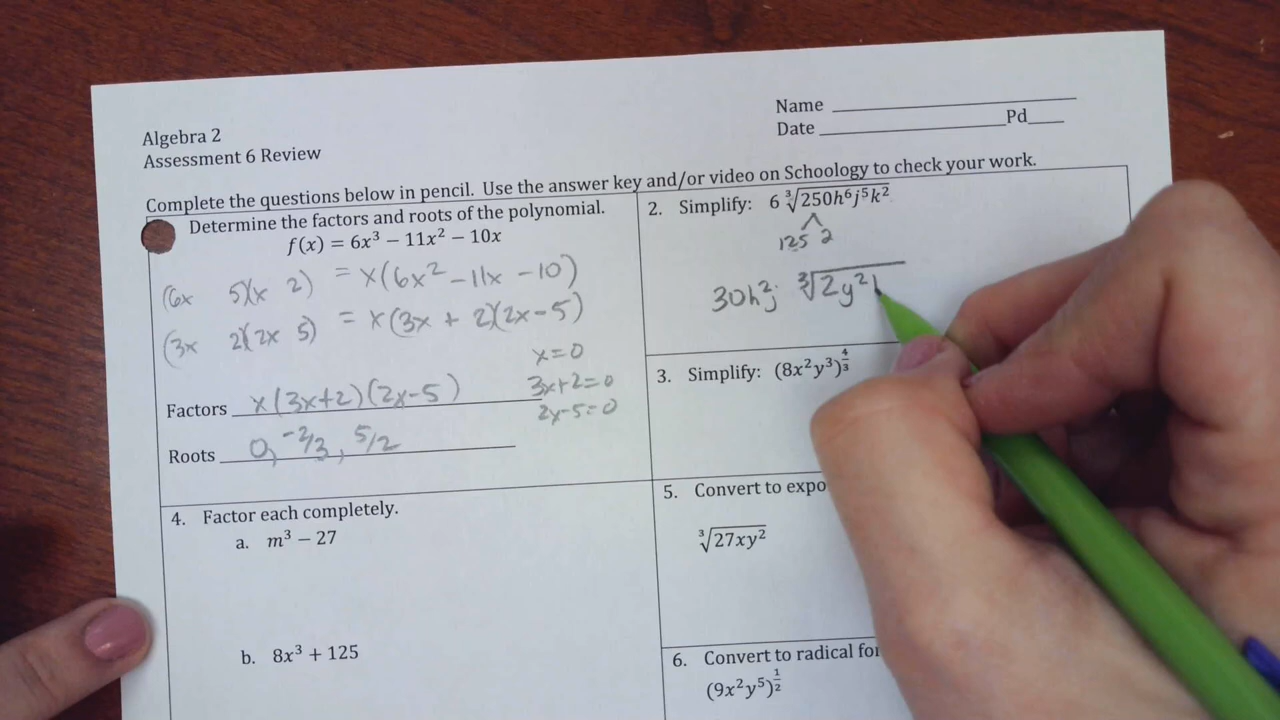 Name
Date Pd
Algebra 2
Assessment 6 Review
Complete the questions below in pencil. Use the answer key and/or video on Schoology to check your work.
Determine the factors and roots of the polynomial.
f(x) = 6x³ − 11x² − 10x
(6x 5)(x 2) = x(6x² − 11x − 10)
(3x 2)(2x 5) = x(3x + 2)(2x − 5)
x = 0
3x + 2 = 0
2x − 5 = 0
Factors x(3x+2)(2x−5)
Roots 0, −2/3, 5/2
2. Simplify: 6 ∛250h⁶j⁵k²
125 2
30h²j ∛2y²
3. Simplify: (8x²y³)^(4/3)
4. Factor each completely.
a. m³ − 27
b. 8x³ + 125
5. Convert to expo
∛27xy²
6. Convert to radical for
(9x²y⁵)^(1/2)